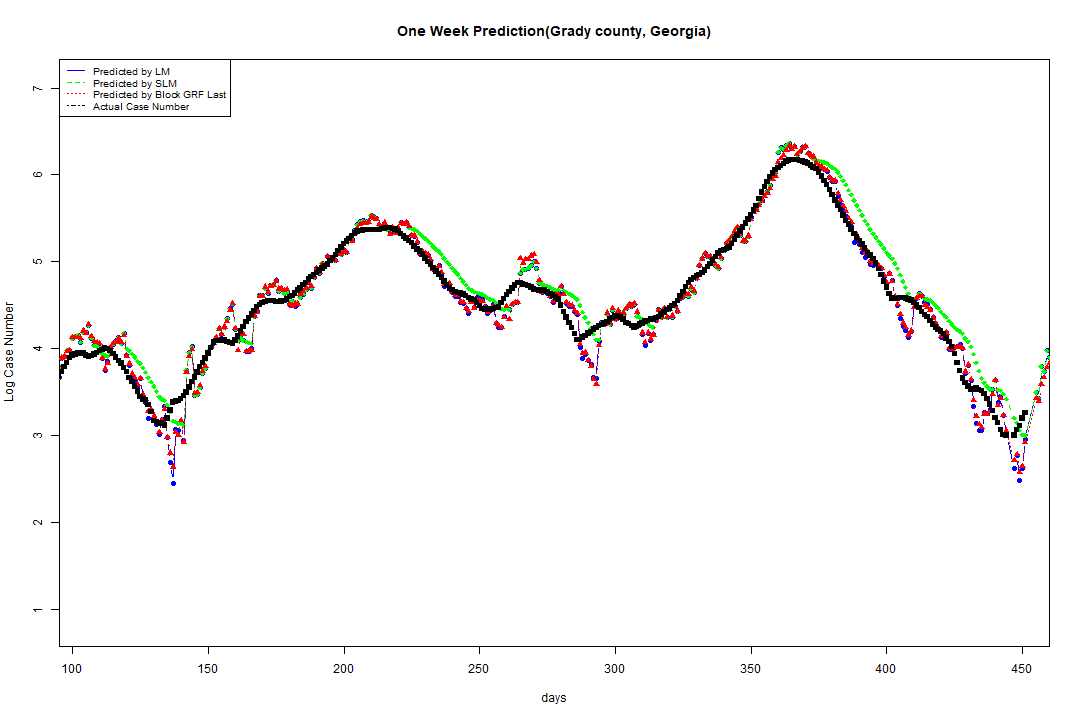 One Week Prediction(Grady county, Georgia)
Predicted by LM
Predicted by SLM
Predicted by Block GRF Last
Actual Case Number
7
6
5
4
3
2
1
Log Case Number
100 150 200 250 300 350 400 450
days